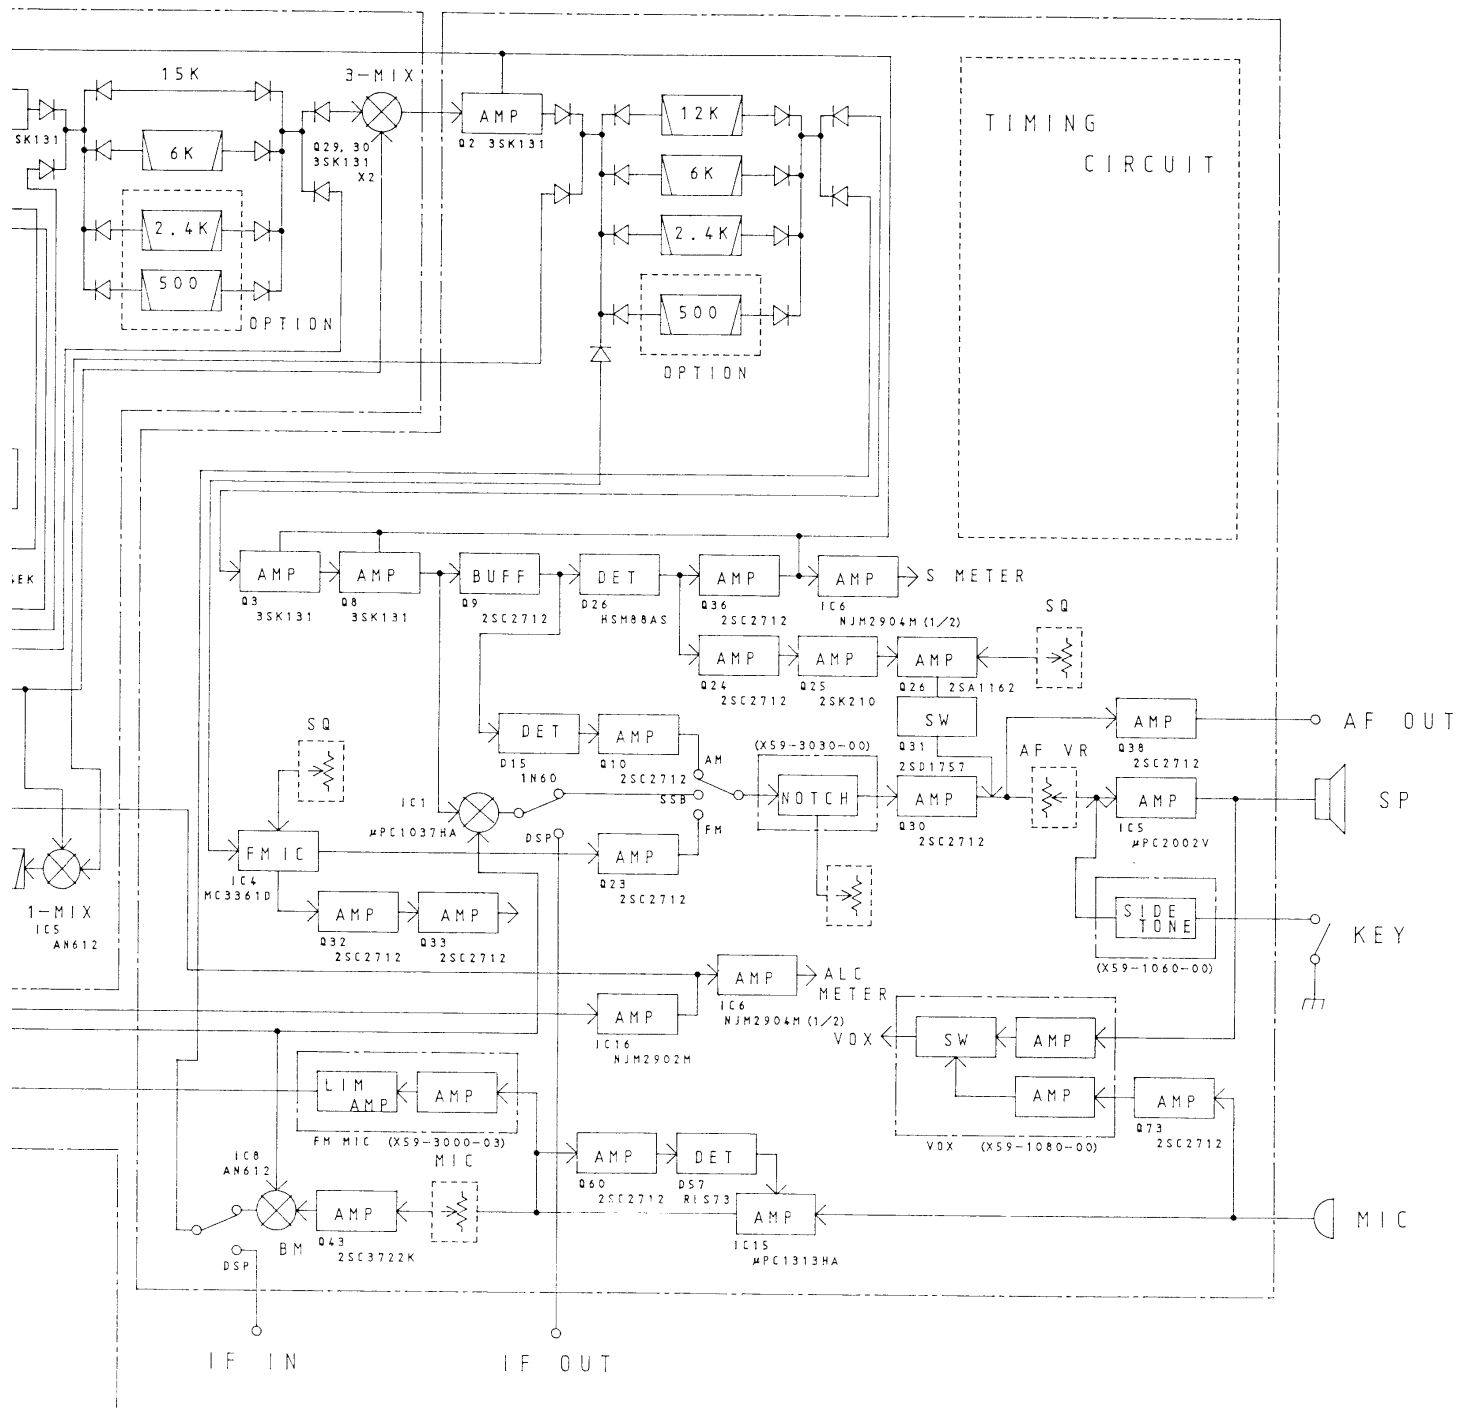 15K
3-MIX
SK131
6K
2.4K
500
OPTION
Q29,30
3SK131
X2
AMP
Q2 3SK131
12K
6K
2.4K
500
OPTION
TIMING
CIRCUIT
AMP
Q3
3SK131
AMP
Q8
3SK131
BUFF
Q9
2SC2712
DET
D26
HSM88AS
AMP
Q36
2SC2712
AMP
IC6
NJM2904M(1/2)
S METER
SQ
AMP
Q24
2SC2712
AMP
Q25
2SK210
AMP
Q26
2SA1162
SW
Q31
2SD1757
SQ
DET
D15
1N60
AMP
Q10
2SC2712
AM
SSB
FM
(X59-3030-00)
NOTCH
AMP
Q30
2SC2712
AF VR
AMP
Q38
2SC2712
AF OUT
AMP
IC5
μPC2002V
SP
IC1
μPC1037HA
DSP
FM IC
IC4
MC3361D
AMP
Q23
2SC2712
AMP
Q32
2SC2712
AMP
Q33
2SC2712
1-MIX
IC5
AN612
SIDE
TONE
(X59-1060-00)
KEY
AMP
IC6
NJM2904M(1/2)
ALC
METER
AMP
IC16
NJM2902M
VOX
SW
AMP
AMP
VOX (X59-1080-00)
AMP
Q73
2SC2712
LIM
AMP
AMP
FM MIC (X59-3000-03)
MIC
IC8
AN612
BM
AMP
Q43
2SC3722K
AMP
Q60
2SC2712
DET
D57
RLS73
AMP
IC15
μPC1313HA
MIC
DSP
IF IN
IF OUT